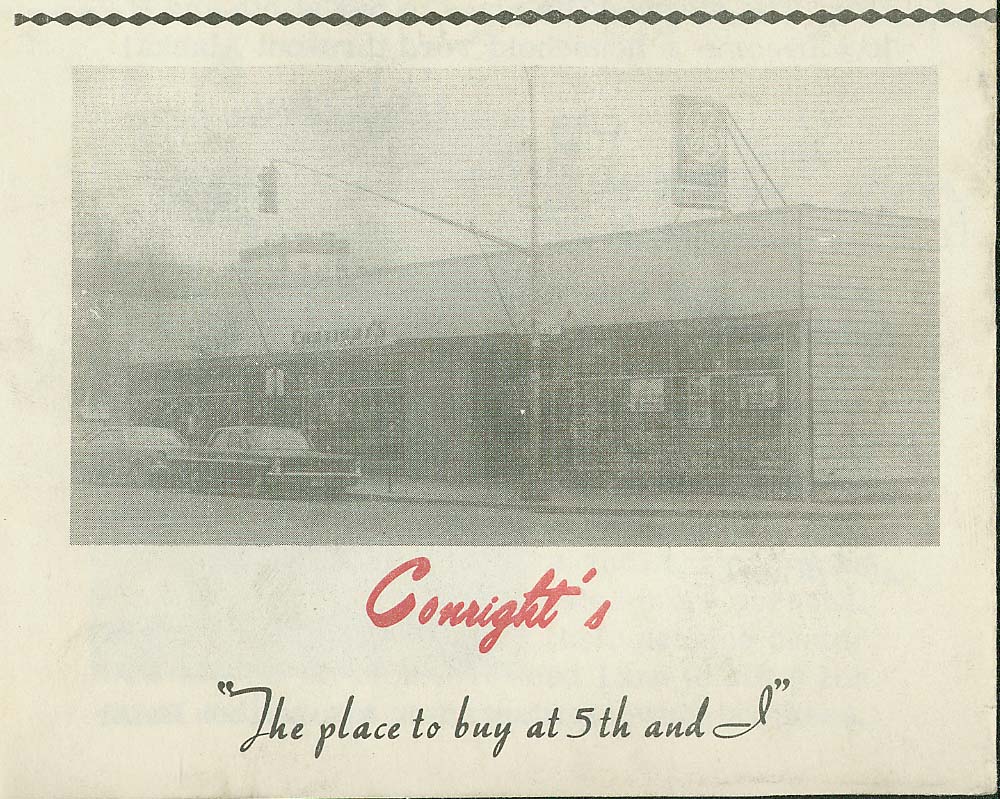 Conright's
"The place to buy at 5th and I"